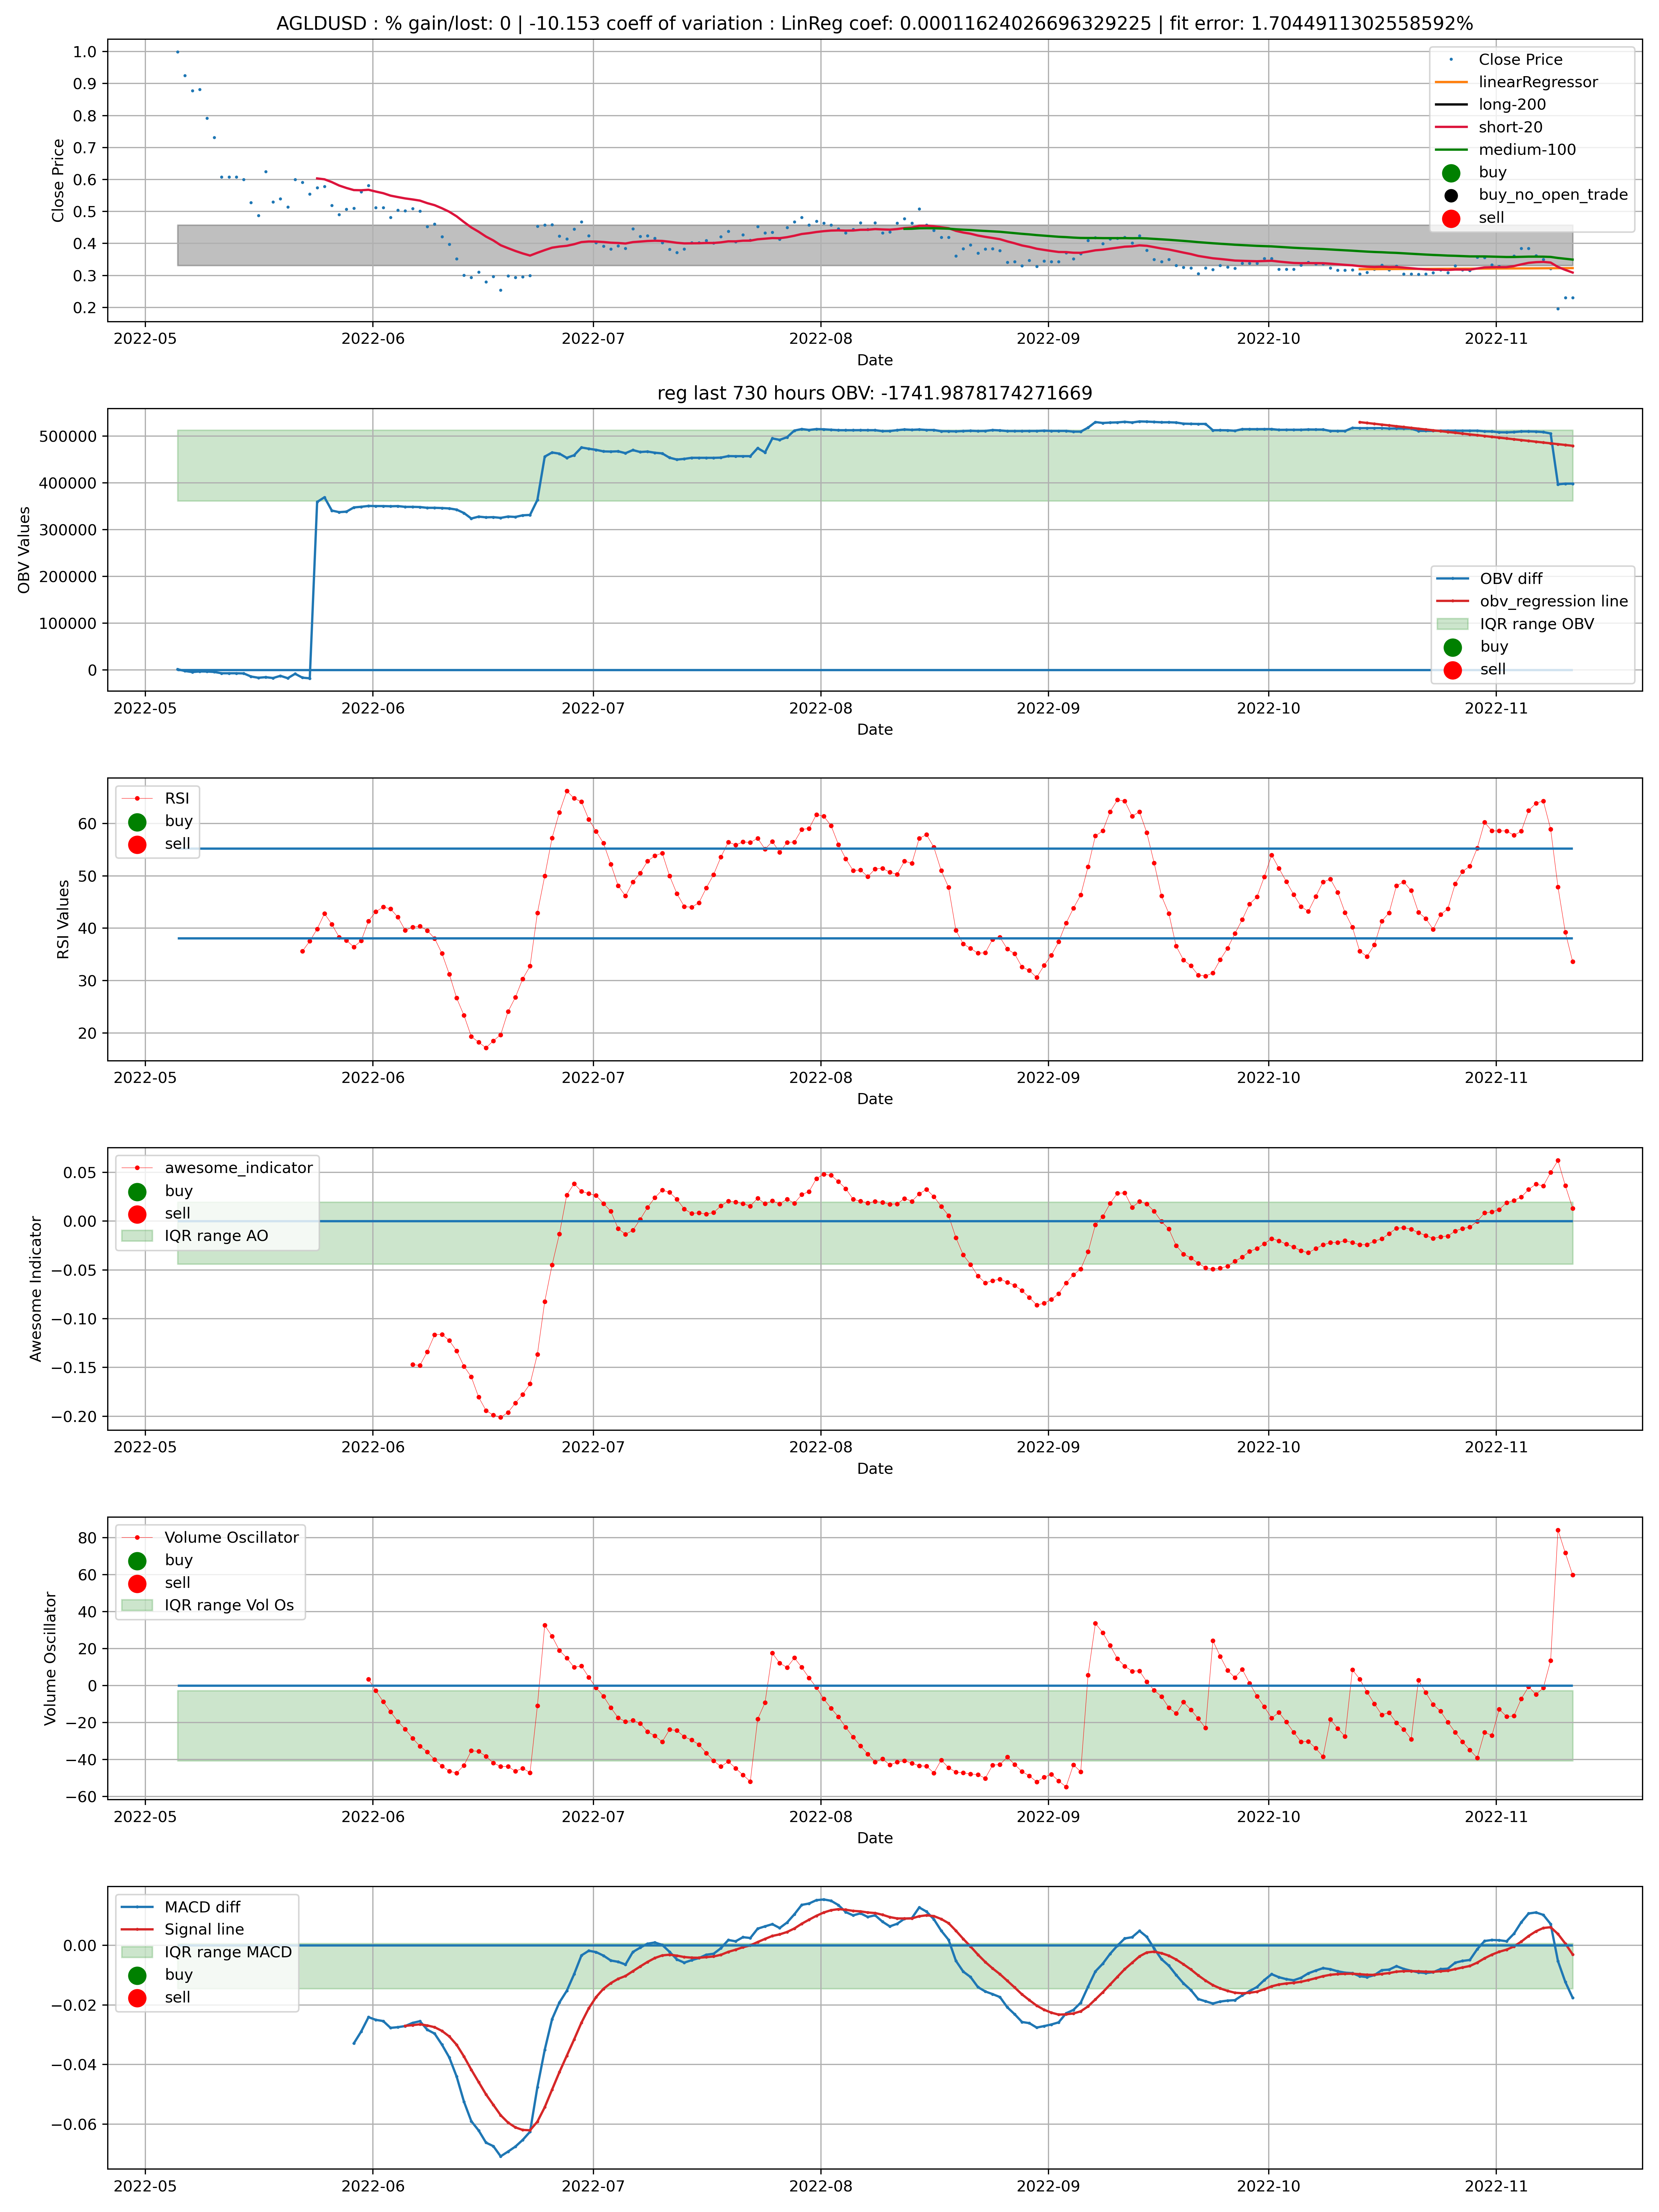 AGLDUSD : % gain/lost: 0 | -10.153 coeff of variation : LinReg coef: 0.00011624026696329225 | fit error: 1.7044911302558592%
Close Price
1.0
0.9
0.8
0.7
0.6
0.5
0.4
0.3
0.2
Close Price
linearRegressor
long-200
short-20
medium-100
buy
buy_no_open_trade
sell
2022-05 2022-06 2022-07 2022-08 2022-09 2022-10 2022-11
Date
reg last 730 hours OBV: -1741.9878174271669
OBV Values
500000
400000
300000
200000
100000
0
OBV diff
obv_regression line
IQR range OBV
buy
sell
2022-05 2022-06 2022-07 2022-08 2022-09 2022-10 2022-11
Date
RSI Values
60
50
40
30
20
RSI
buy
sell
2022-05 2022-06 2022-07 2022-08 2022-09 2022-10 2022-11
Date
Awesome Indicator
0.05
0.00
−0.05
−0.10
−0.15
−0.20
awesome_indicator
buy
sell
IQR range AO
2022-05 2022-06 2022-07 2022-08 2022-09 2022-10 2022-11
Date
Volume Oscillator
80
60
40
20
0
−20
−40
−60
Volume Oscillator
buy
sell
IQR range Vol Os
2022-05 2022-06 2022-07 2022-08 2022-09 2022-10 2022-11
Date
0.00
−0.02
−0.04
−0.06
MACD diff
Signal line
IQR range MACD
buy
sell
2022-05 2022-06 2022-07 2022-08 2022-09 2022-10 2022-11